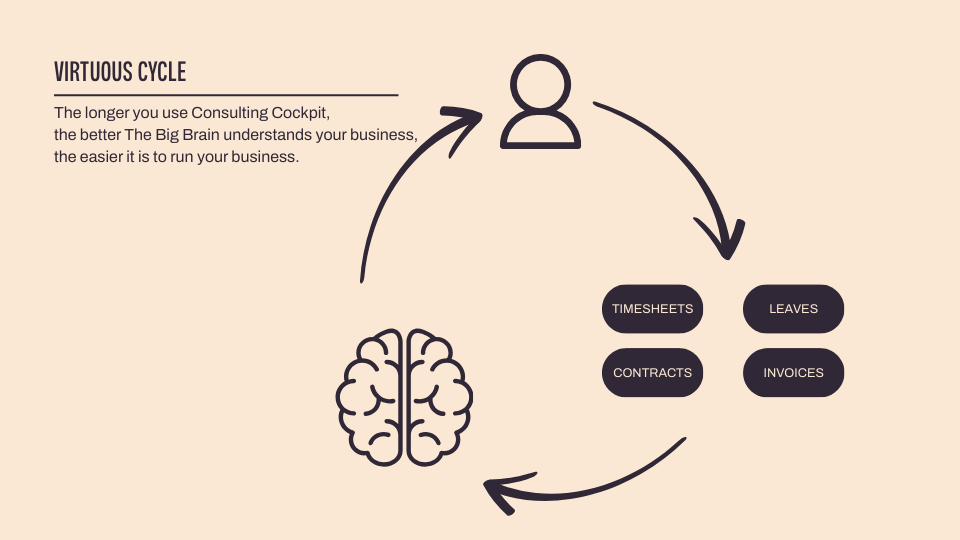 VIRTUOUS CYCLE
The longer you use Consulting Cockpit,
the better The Big Brain understands your business,
the easier it is to run your business.
TIMESHEETS
LEAVES
CONTRACTS
INVOICES